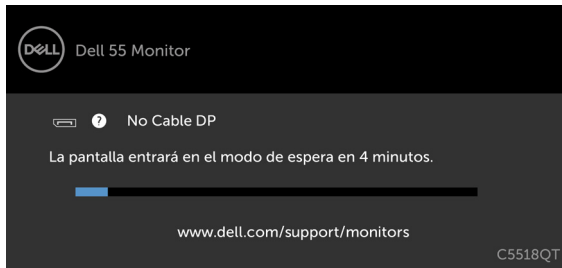 DELL
Dell 55 Monitor
? No Cable DP
La pantalla entrará en el modo de espera en 4 minutos.
www.dell.com/support/monitors
C5518QT